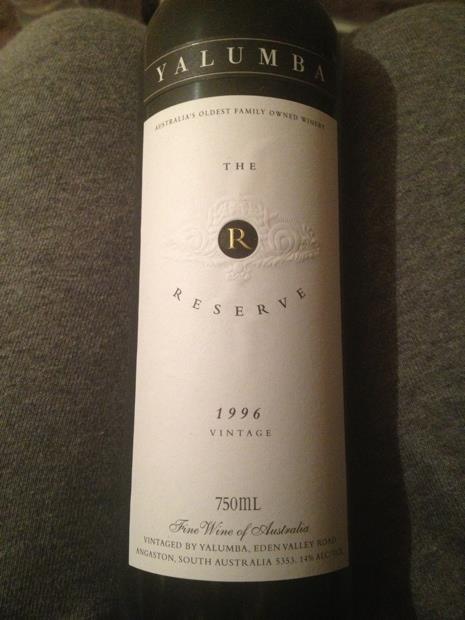 YALUMBA
AUSTRALIA'S OLDEST FAMILY OWNED WINERY
THE
R
RESERVE
1996
VINTAGE
750ML
Fine Wine of Australia
VINTAGED BY YALUMBA, EDEN VALLEY ROAD
ANGASTON, SOUTH AUSTRALIA 5353. 14% ALC/VOL